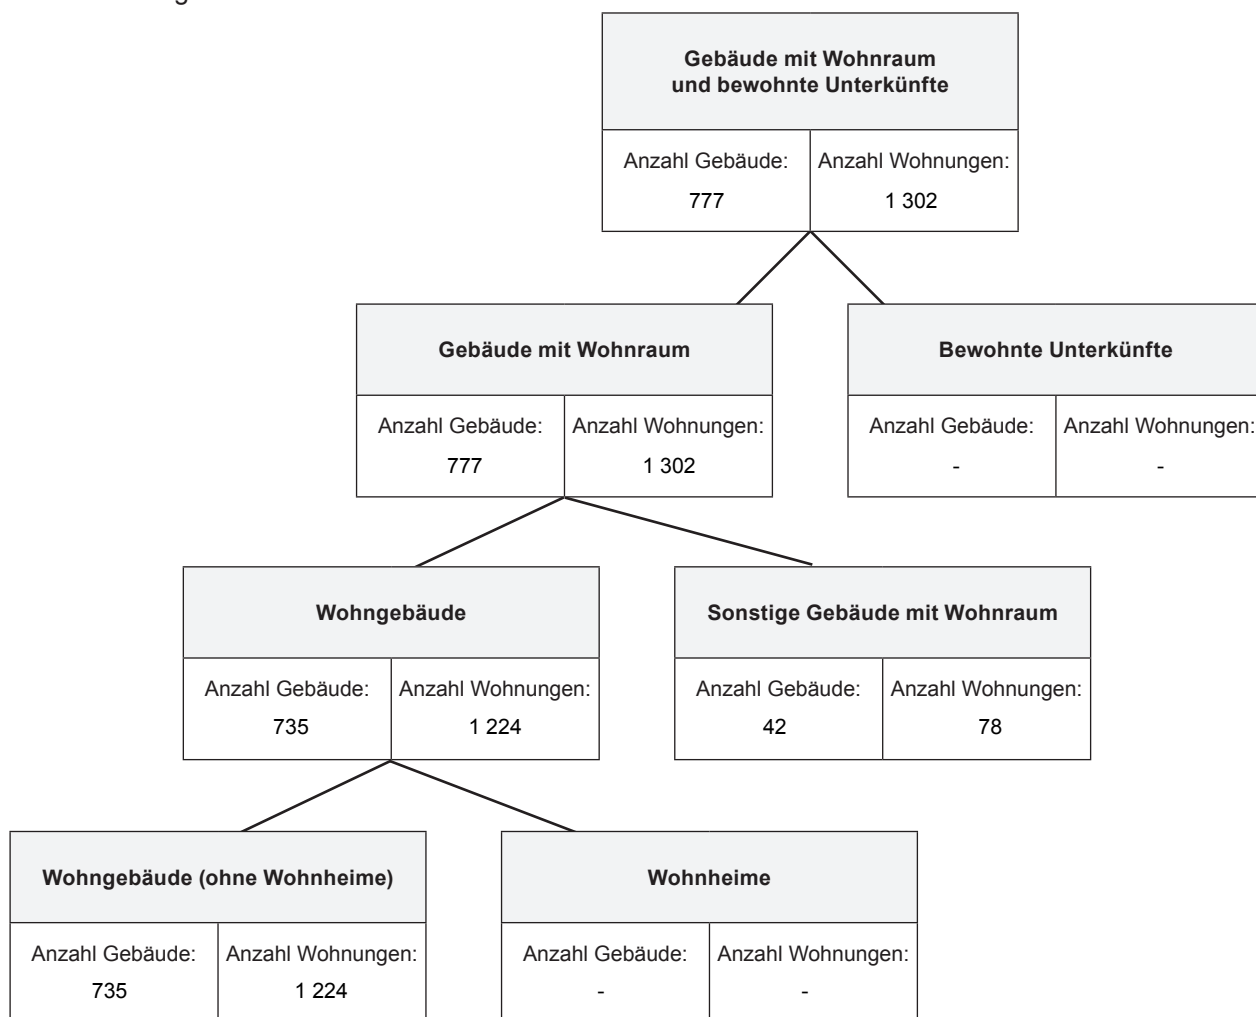 Gebäude mit Wohnraum
und bewohnte Unterkünfte
Anzahl Gebäude: Anzahl Wohnungen:
777 1 302
Gebäude mit Wohnraum
Anzahl Gebäude: Anzahl Wohnungen:
777 1 302
Bewohnte Unterkünfte
Anzahl Gebäude: Anzahl Wohnungen:
- -
Wohngebäude
Anzahl Gebäude: Anzahl Wohnungen:
735 1 224
Sonstige Gebäude mit Wohnraum
Anzahl Gebäude: Anzahl Wohnungen:
42 78
Wohngebäude (ohne Wohnheime)
Anzahl Gebäude: Anzahl Wohnungen:
735 1 224
Wohnheime
Anzahl Gebäude: Anzahl Wohnungen:
- -